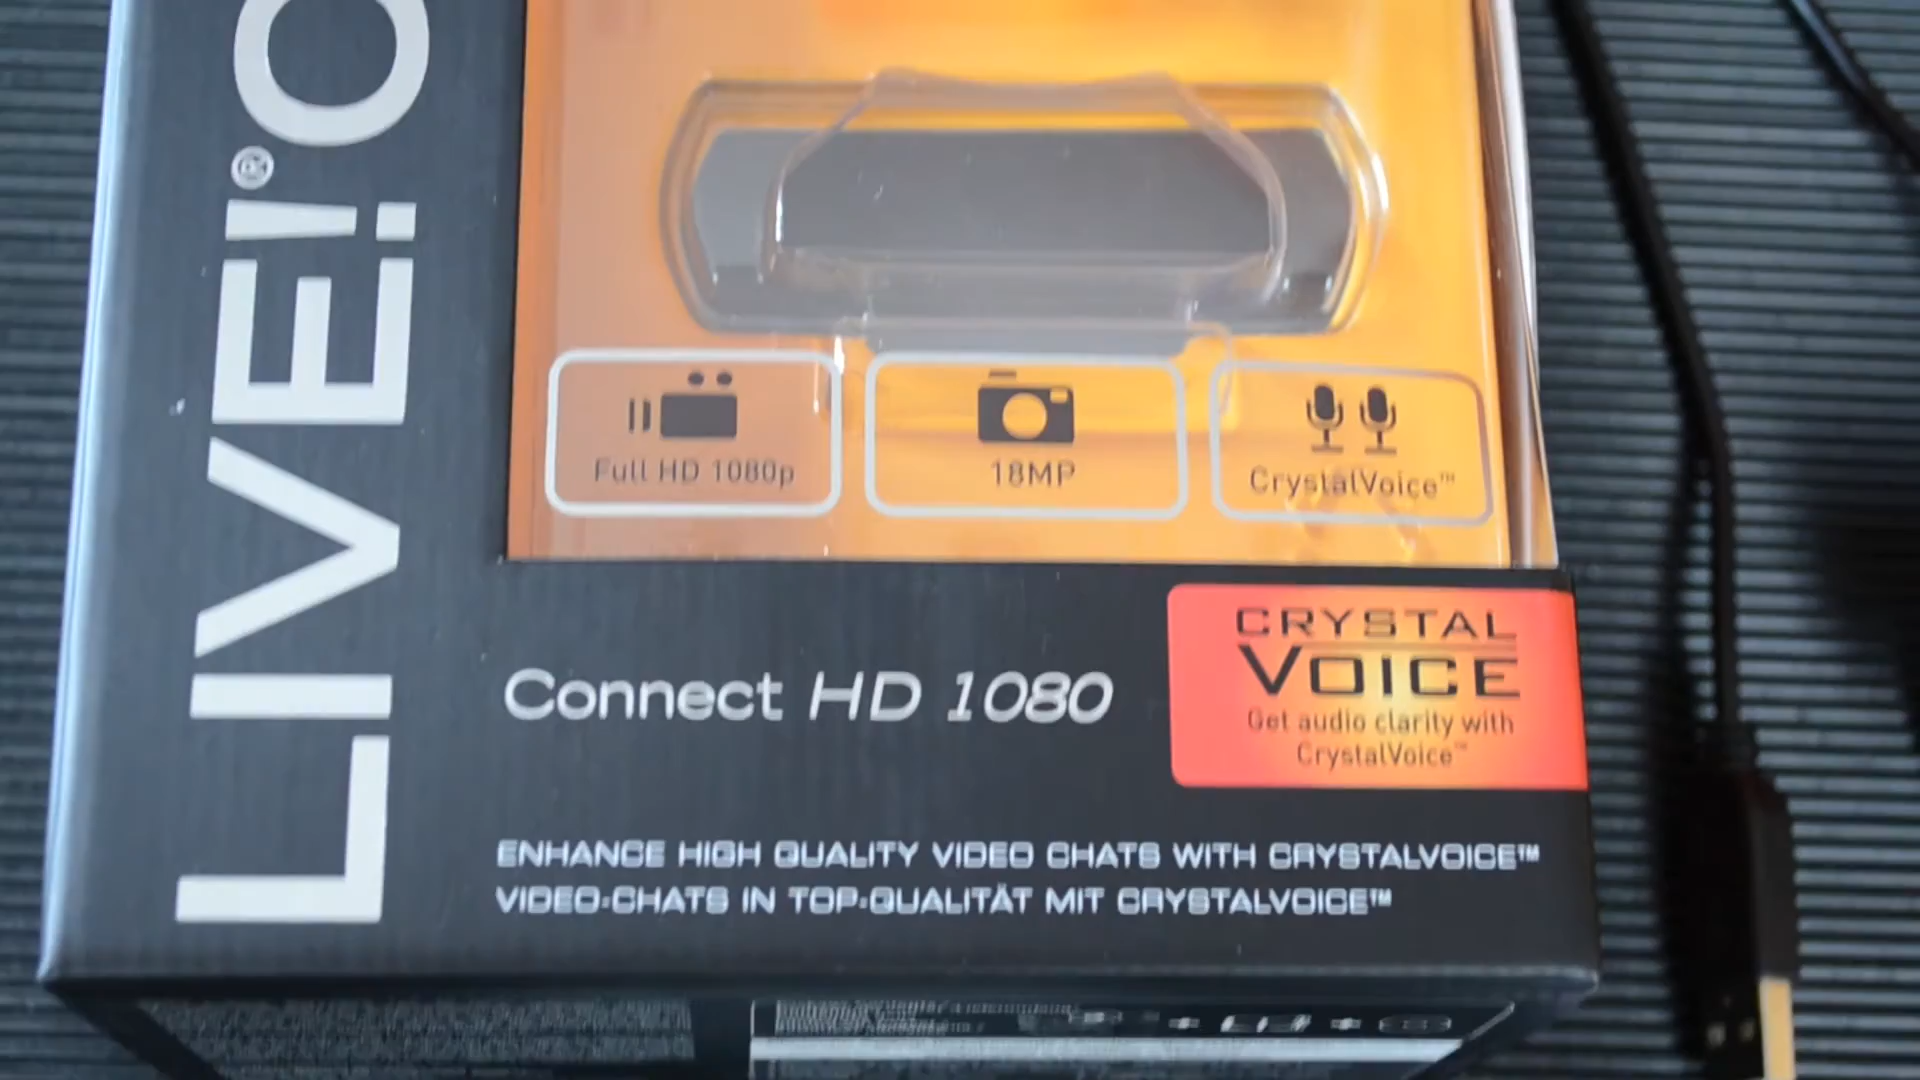 LIVE!®
Full HD 1080p
18MP
CrystalVoice™
Connect HD 1080
CRYSTAL
VOICE
Get audio clarity with
CrystalVoice™
ENHANCE HIGH QUALITY VIDEO CHATS WITH CRYSTALVOICE™
VIDEO-CHATS IN TOP-QUALITÄT MIT CRYSTALVOICE™